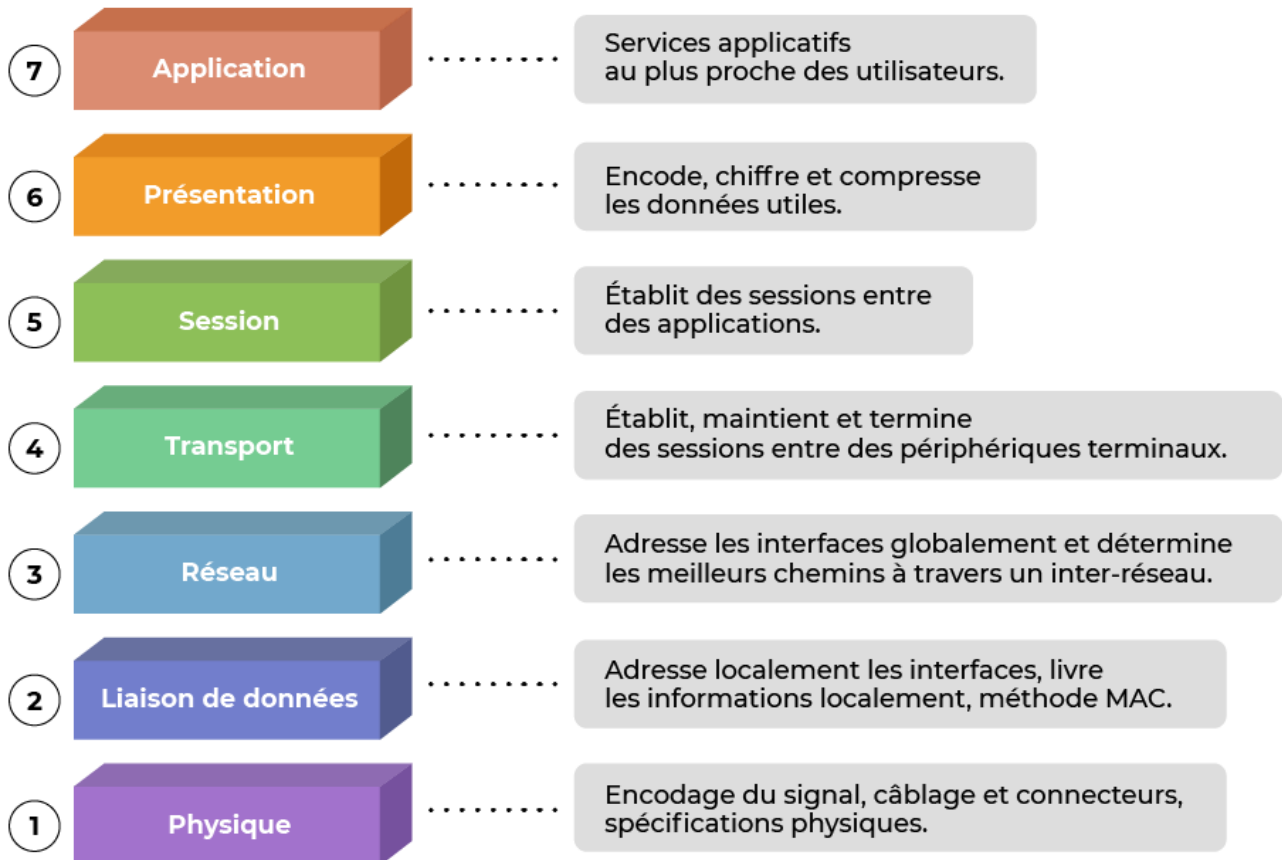 7
Application
Services applicatifs
au plus proche des utilisateurs.
6
Présentation
Encode, chiffre et compresse
les données utiles.
5
Session
Établit des sessions entre
des applications.
4
Transport
Établit, maintient et termine
des sessions entre des périphériques terminaux.
3
Réseau
Adresse les interfaces globalement et détermine
les meilleurs chemins à travers un inter-réseau.
2
Liaison de données
Adresse localement les interfaces, livre
les informations localement, méthode MAC.
1
Physique
Encodage du signal, câblage et connecteurs,
spécifications physiques.